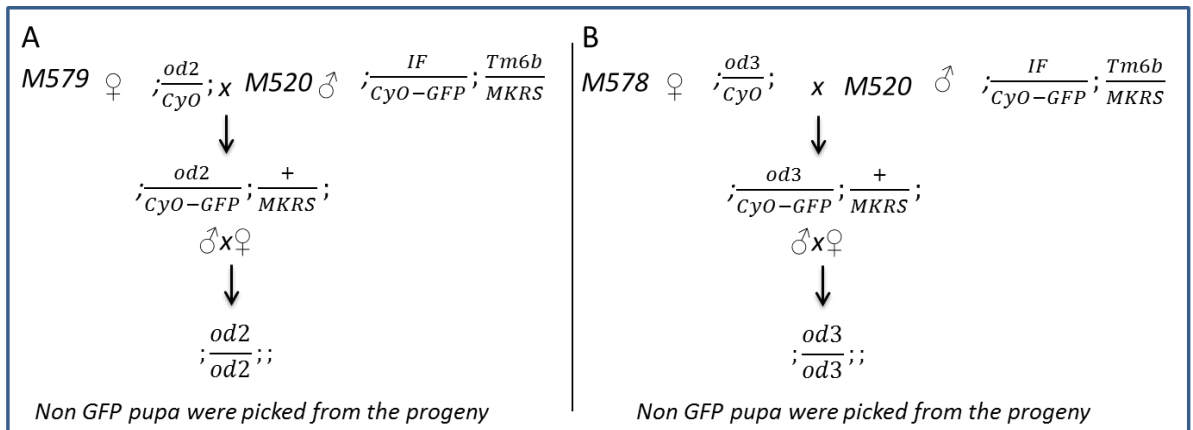 A
M579 ♀ ;od2/CyO; x M520 ♂ ;IF/CyO−GFP;Tm6b/MKRS
;od2/CyO−GFP;+/MKRS;
♂x♀
;od2/od2;;
Non GFP pupa were picked from the progeny
B
M578 ♀ ;od3/CyO; x M520 ♂ ;IF/CyO−GFP;Tm6b/MKRS
;od3/CyO−GFP;+/MKRS;
♂x♀
;od3/od3;;
Non GFP pupa were picked from the progeny